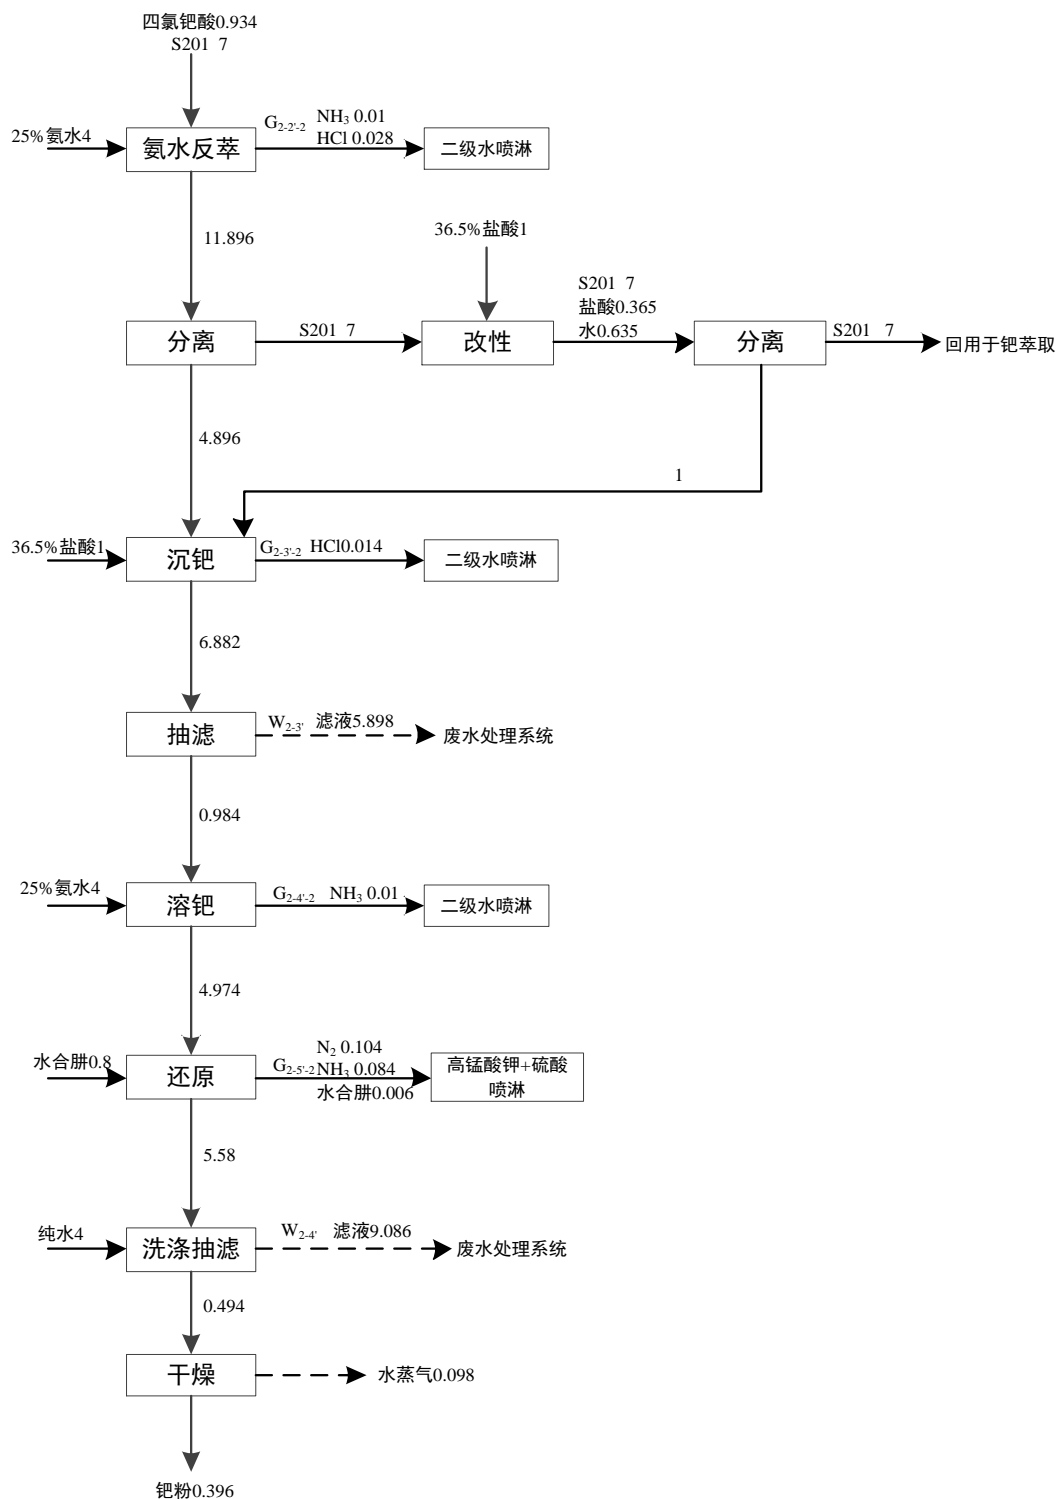 四氯钯酸0.934
S201 7
25%氨水4
氨水反萃
G2-2'-2
NH3 0.01
HCl 0.028
二级水喷淋
11.896
36.5%盐酸1
分离
S201 7
改性
S201 7
盐酸0.365
水0.635
分离
S201 7
回用于钯萃取
4.896
1
36.5%盐酸1
沉钯
G2-3'-2 HCl0.014
二级水喷淋
6.882
抽滤
W2-3' 滤液5.898
废水处理系统
0.984
25%氨水4
溶钯
G2-4'-2 NH3 0.01
二级水喷淋
4.974
水合肼0.8
还原
G2-5'-2
N2 0.104
NH3 0.084
水合肼0.006
高锰酸钾+硫酸
喷淋
5.58
纯水4
洗涤抽滤
W2-4' 滤液9.086
废水处理系统
0.494
干燥
水蒸气0.098
钯粉0.396